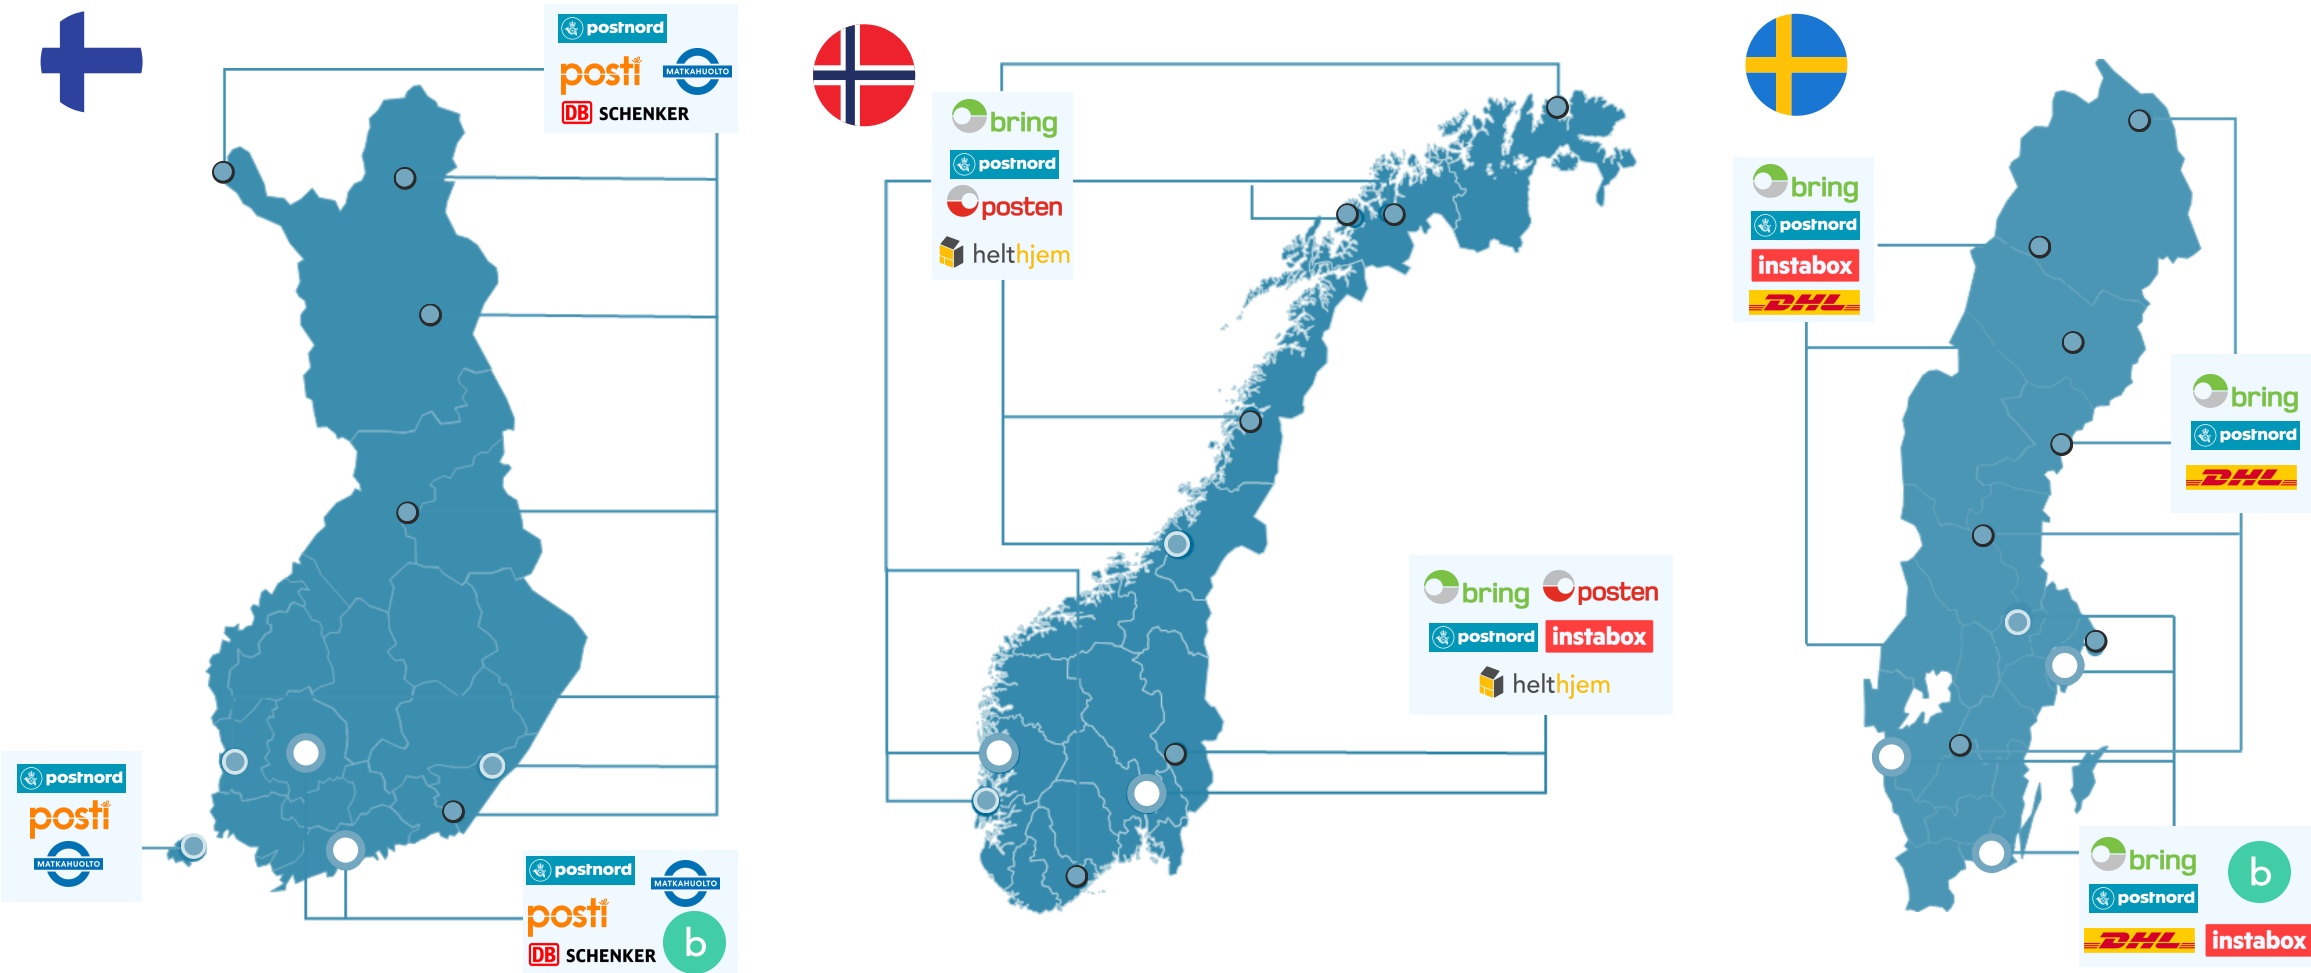 postnord
posti
MATKAHUOLTO
DB SCHENKER
postnord
posti
MATKAHUOLTO
postnord
MATKAHUOLTO
posti
DB SCHENKER
b
bring
postnord
posten
helthjem
bring posten
postnord instabox
helthjem
bring
postnord
instabox
DHL
bring
postnord
DHL
bring
b
postnord
DHL instabox